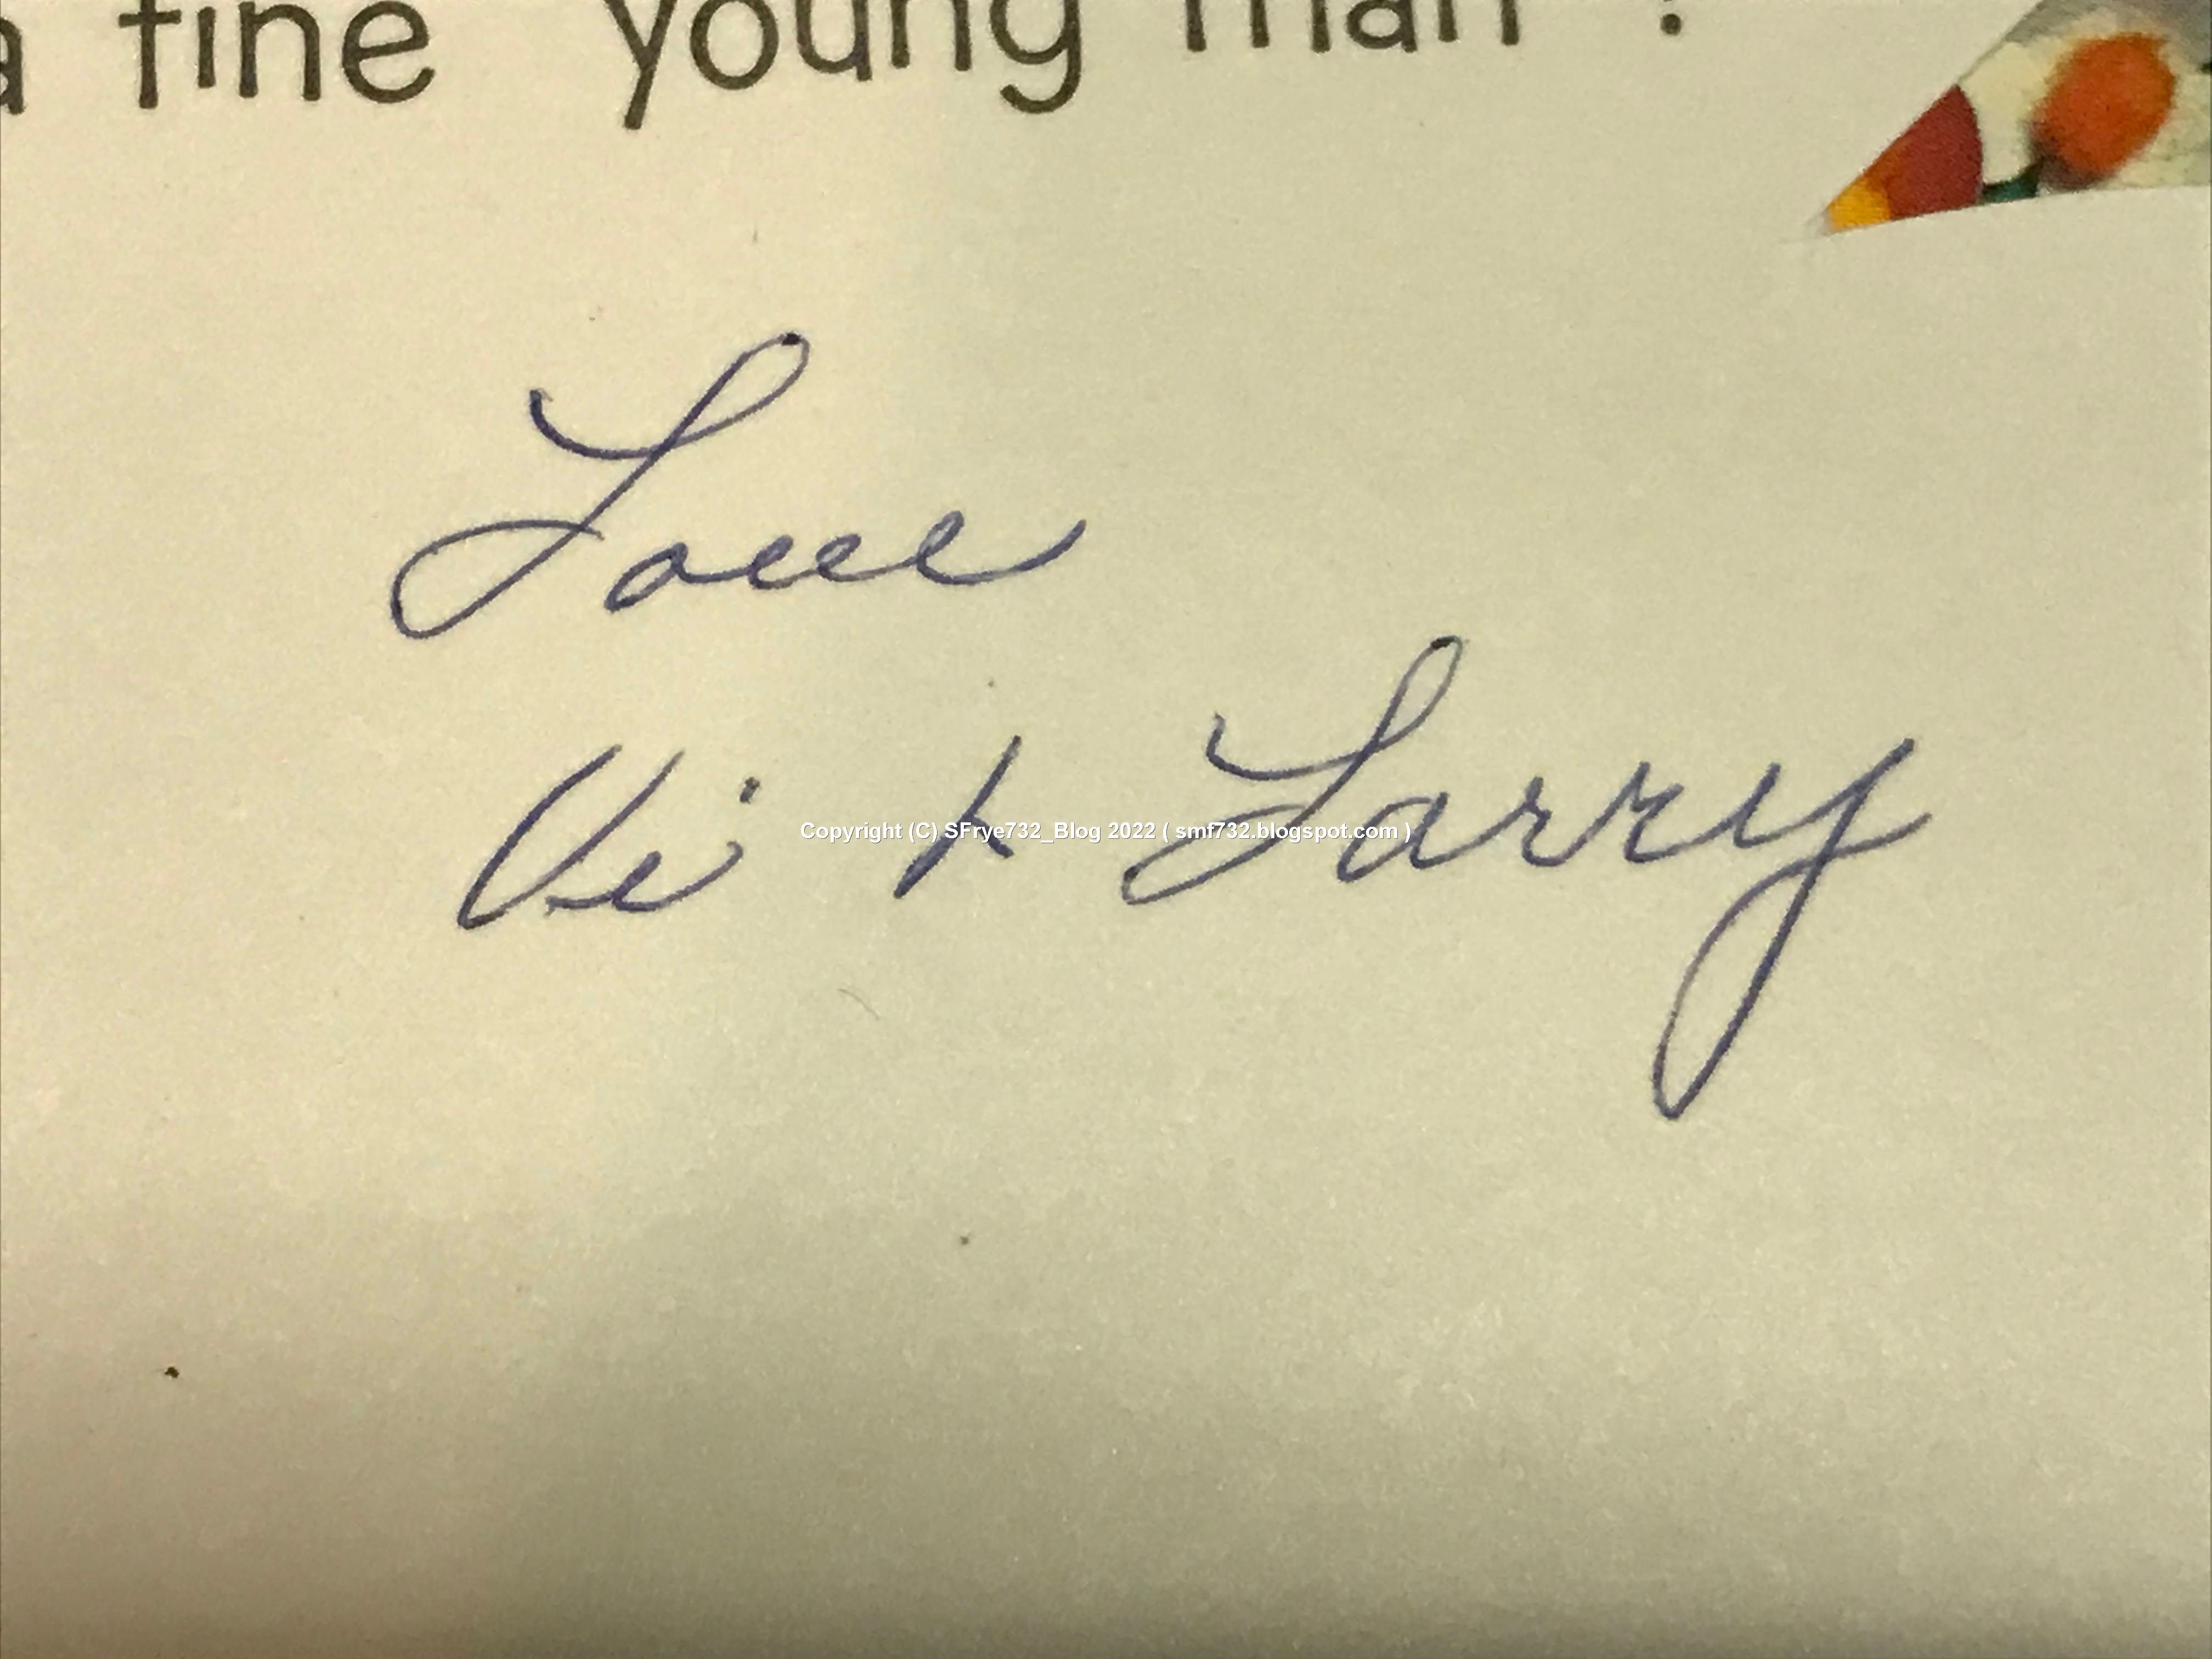 a fine young man!
Love
Vi & Larry
Copyright (C) SFrye732_Blog 2022 ( smf732.blogspot.com )